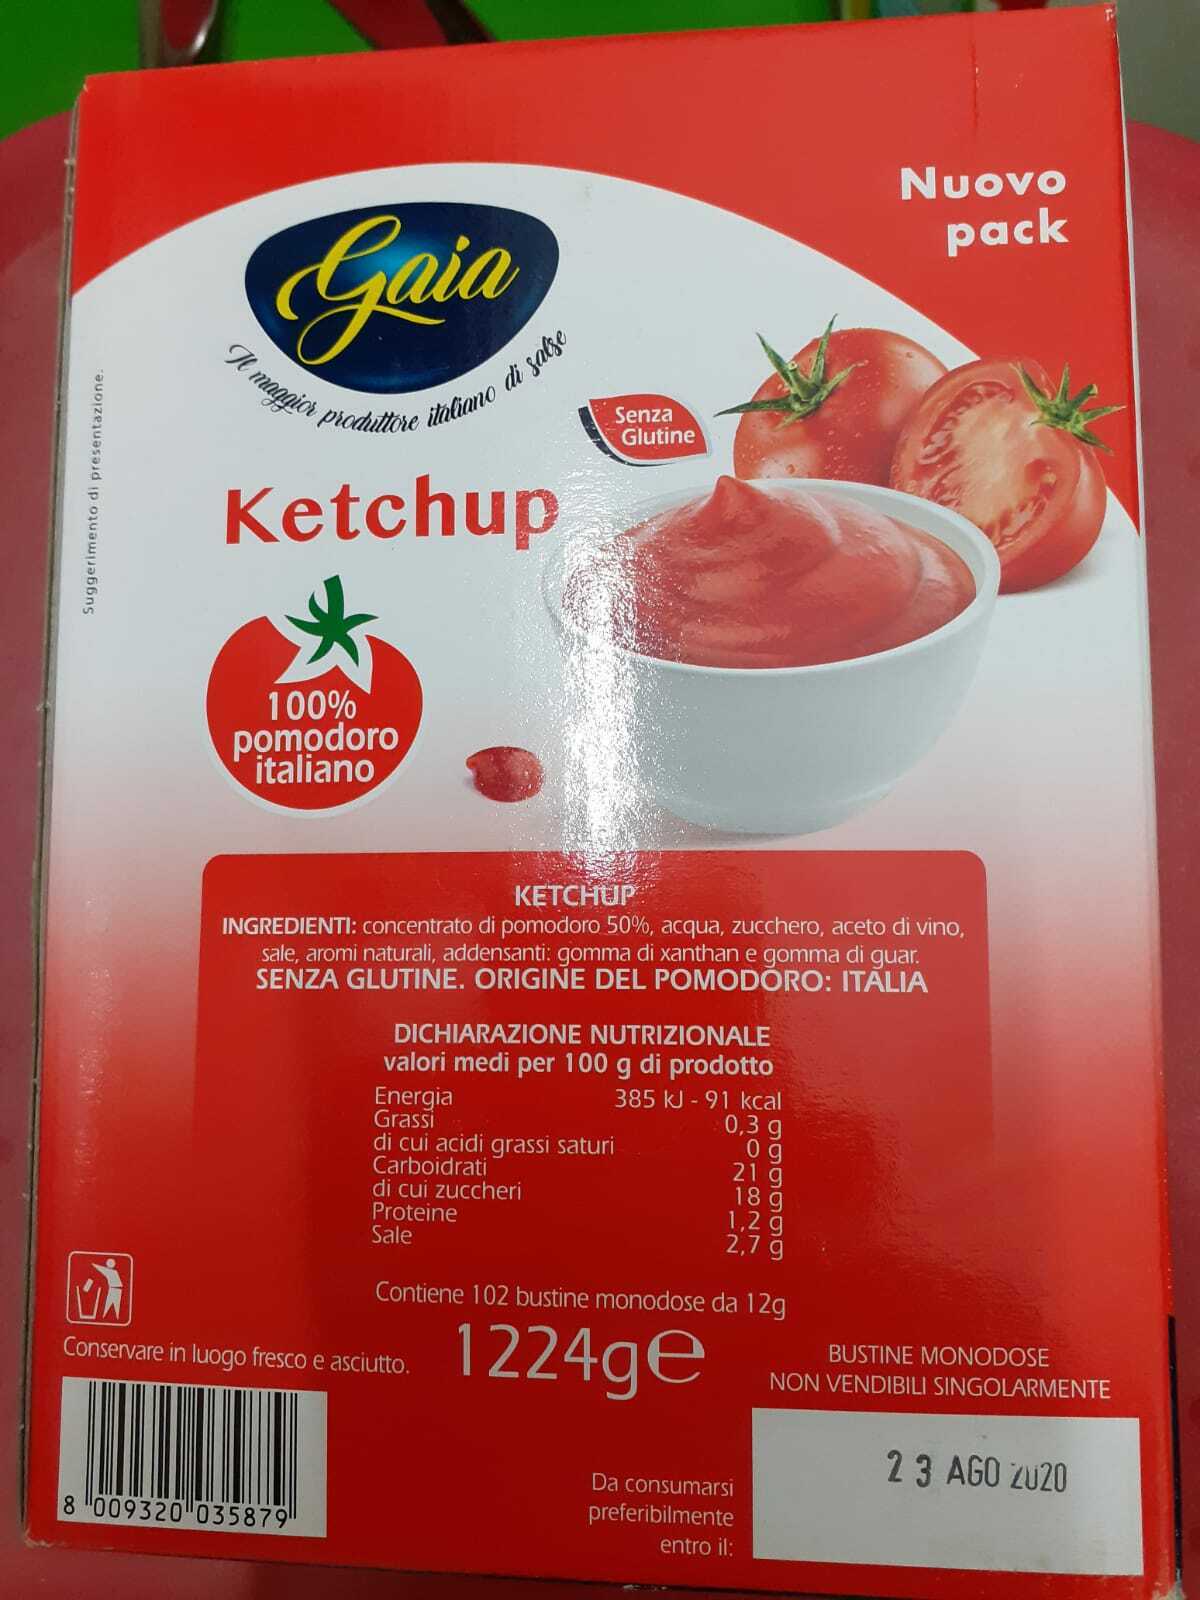 Nuovo
pack
Gaia
Il maggior produttore italiano di salse
Suggerimento di presentazione.
Senza
Glutine
Ketchup
100%
pomodoro
italiano
KETCHUP
INGREDIENTI: concentrato di pomodoro 50%, acqua, zucchero, aceto di vino,
sale, aromi naturali, addensanti: gomma di xanthan e gomma di guar.
SENZA GLUTINE. ORIGINE DEL POMODORO: ITALIA
DICHIARAZIONE NUTRIZIONALE
valori medi per 100 g di prodotto
Energia 385 kJ - 91 kcal
Grassi 0,3 g
di cui acidi grassi saturi 0 g
Carboidrati 21 g
di cui zuccheri 18 g
Proteine 1,2 g
Sale 2,7 g
Contiene 102 bustine monodose da 12g
1224g e
Conservare in luogo fresco e asciutto.
BUSTINE MONODOSE
NON VENDIBILI SINGOLARMENTE
8 009320 035879
Da consumarsi
preferibilmente
entro il:
23 AGO 2020